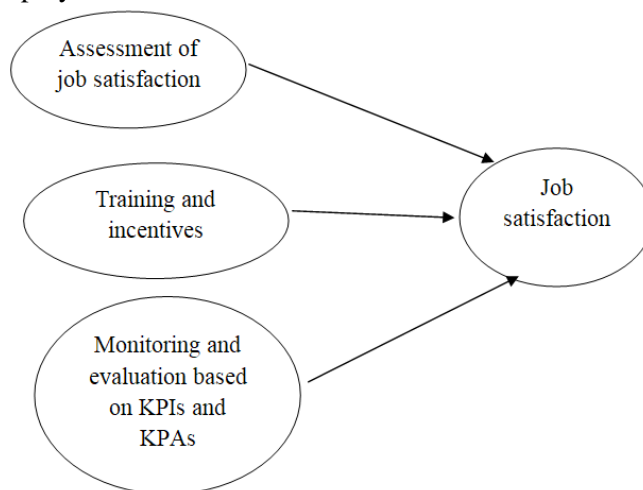 Assessment of
job satisfaction
Training and
incentives
Monitoring and
evaluation based
on KPIs and
KPAs
Job
satisfaction